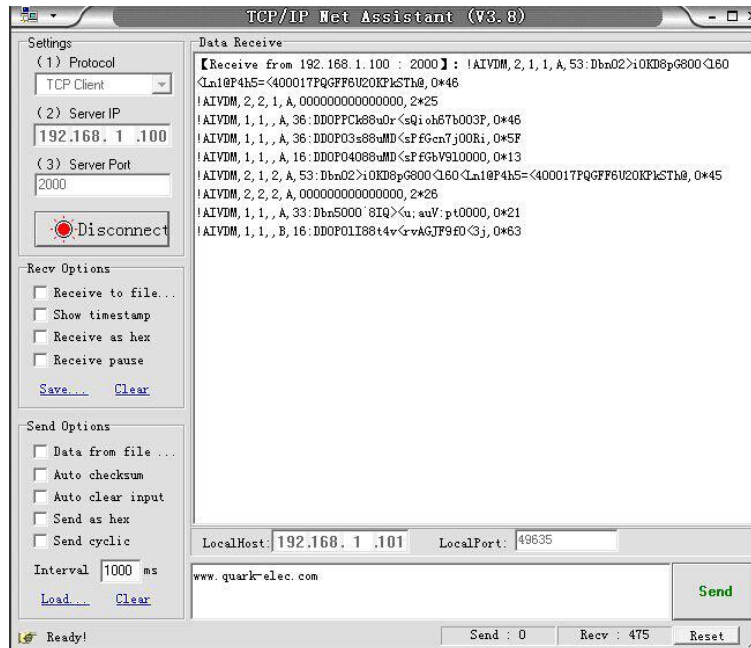 TCP/IP Net Assistant (V3.8)
Settings
(1) Protocol
TCP Client
(2) Server IP
192.168. 1 .100
(3) Server Port
2000
Disconnect
Recv Options
Receive to file...
Show timestamp
Receive as hex
Receive pause
Save... Clear
Send Options
Data from file ...
Auto checksum
Auto clear input
Send as hex
Send cyclic
Interval 1000 ms
Load... Clear
Data Receive
【Receive from 192.168.1.100 : 2000】: !AIVDM,2,1,1,A,53:Dbn02>i0KD8pG800<l60
<Ln1@P4h5=<400017PQGFF6U20KPkSTh@,0*46
!AIVDM,2,2,1,A,000000000000000,2*25
!AIVDM,1,1,,A,36:DD0PPCk88u0r<sQioh67b003P,0*46
!AIVDM,1,1,,A,36:DD0P03s88uMD<sPfGcn7j00Ri,0*5F
!AIVDM,1,1,,A,16:DD0P04088uMD<sPfGbV9l0000,0*13
!AIVDM,2,1,2,A,53:Dbn02>i0KD8pG800<l60<Ln1@P4h5=<400017PQGFF6U20KPkSTh@,0*45
!AIVDM,2,2,2,A,000000000000000,2*26
!AIVDM,1,1,,A,33:Dbn5000`8IQ><u;auV:pt0000,0*21
!AIVDM,1,1,,B,16:DD0P01I88t4v<rvAGJF9f0<3j,0*63
LocalHost: 192.168. 1 .101 LocalPort: 49635
www.quark-elec.com
Send
Ready!
Send : 0 Recv : 475 Reset